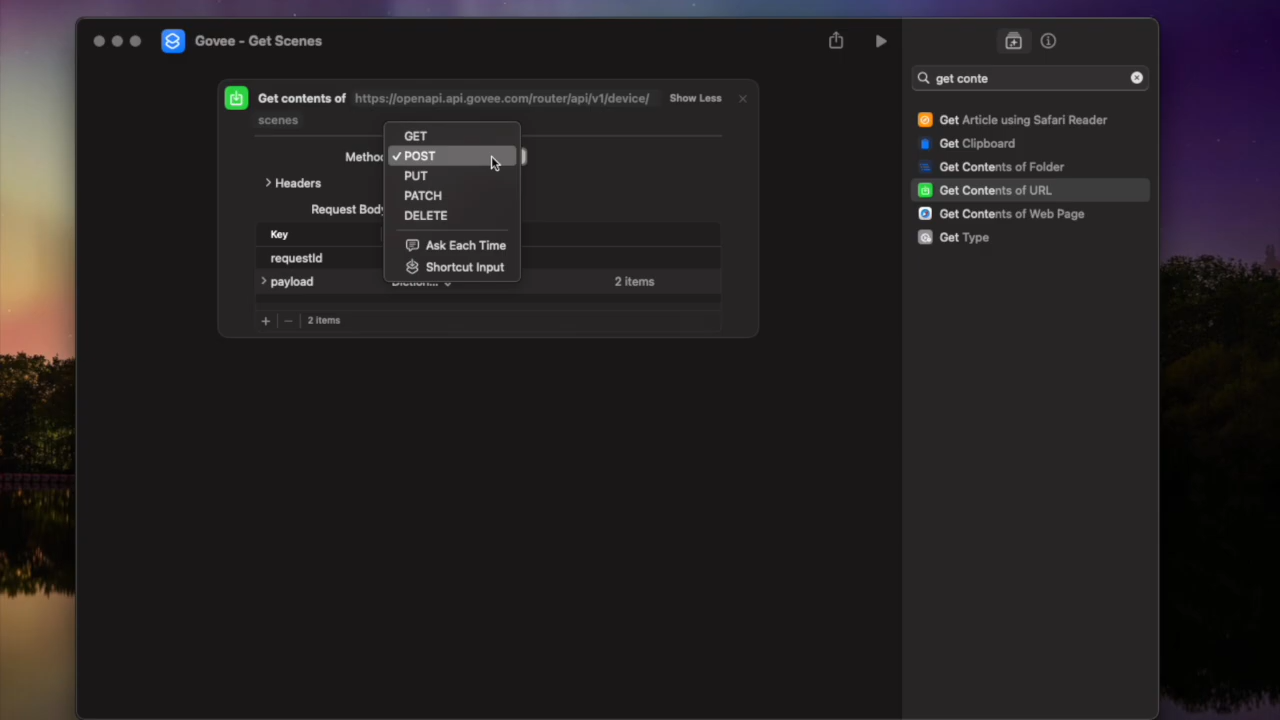 Govee - Get Scenes
get conte
Get contents of https://openapi.api.govee.com/router/api/v1/device/ Show Less
scenes
GET
Method
✓ POST
PUT
PATCH
DELETE
Headers
Request Body
Key
Ask Each Time
requestId
Shortcut Input
payload
2 items
2 items
Get Article using Safari Reader
Get Clipboard
Get Contents of Folder
Get Contents of URL
Get Contents of Web Page
Get Type